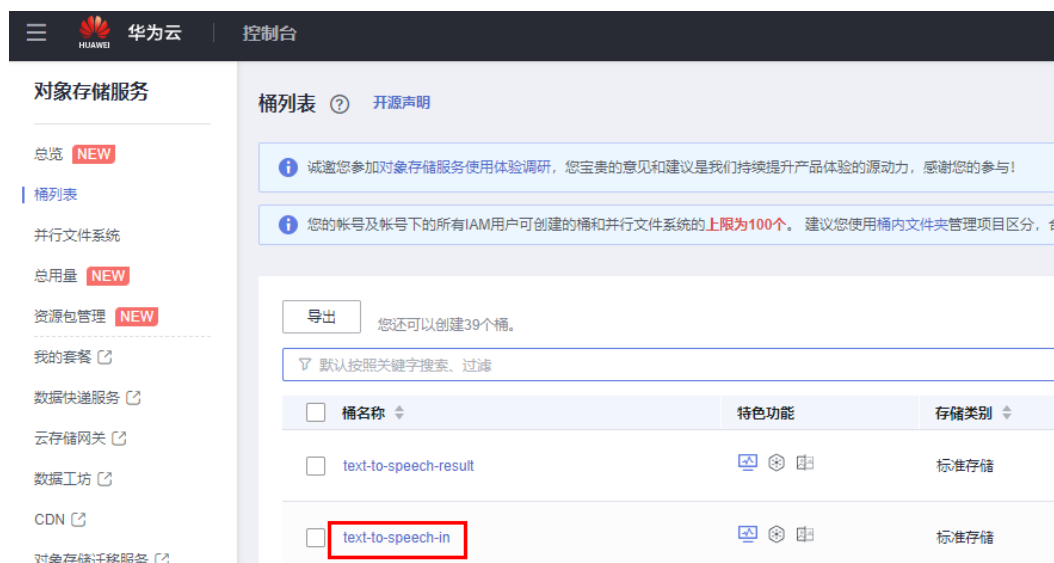 HUAWEI
华为云
控制台
对象存储服务
总览 NEW
桶列表
并行文件系统
总用量 NEW
资源包管理 NEW
我的套餐
数据快递服务
云存储网关
数据工坊
CDN
对象存储迁移服务
桶列表 ? 开源声明
诚邀您参加对象存储服务使用体验调研，您宝贵的意见和建议是我们持续提升产品体验的源动力，感谢您的参与！
您的帐号及帐号下的所有IAM用户可创建的桶和并行文件系统的上限为100个。 建议您使用桶内文件夹管理项目区分，
导出 您还可以创建39个桶。
默认按照关键字搜索、过滤
桶名称 特色功能 存储类别
text-to-speech-result 标准存储
text-to-speech-in 标准存储